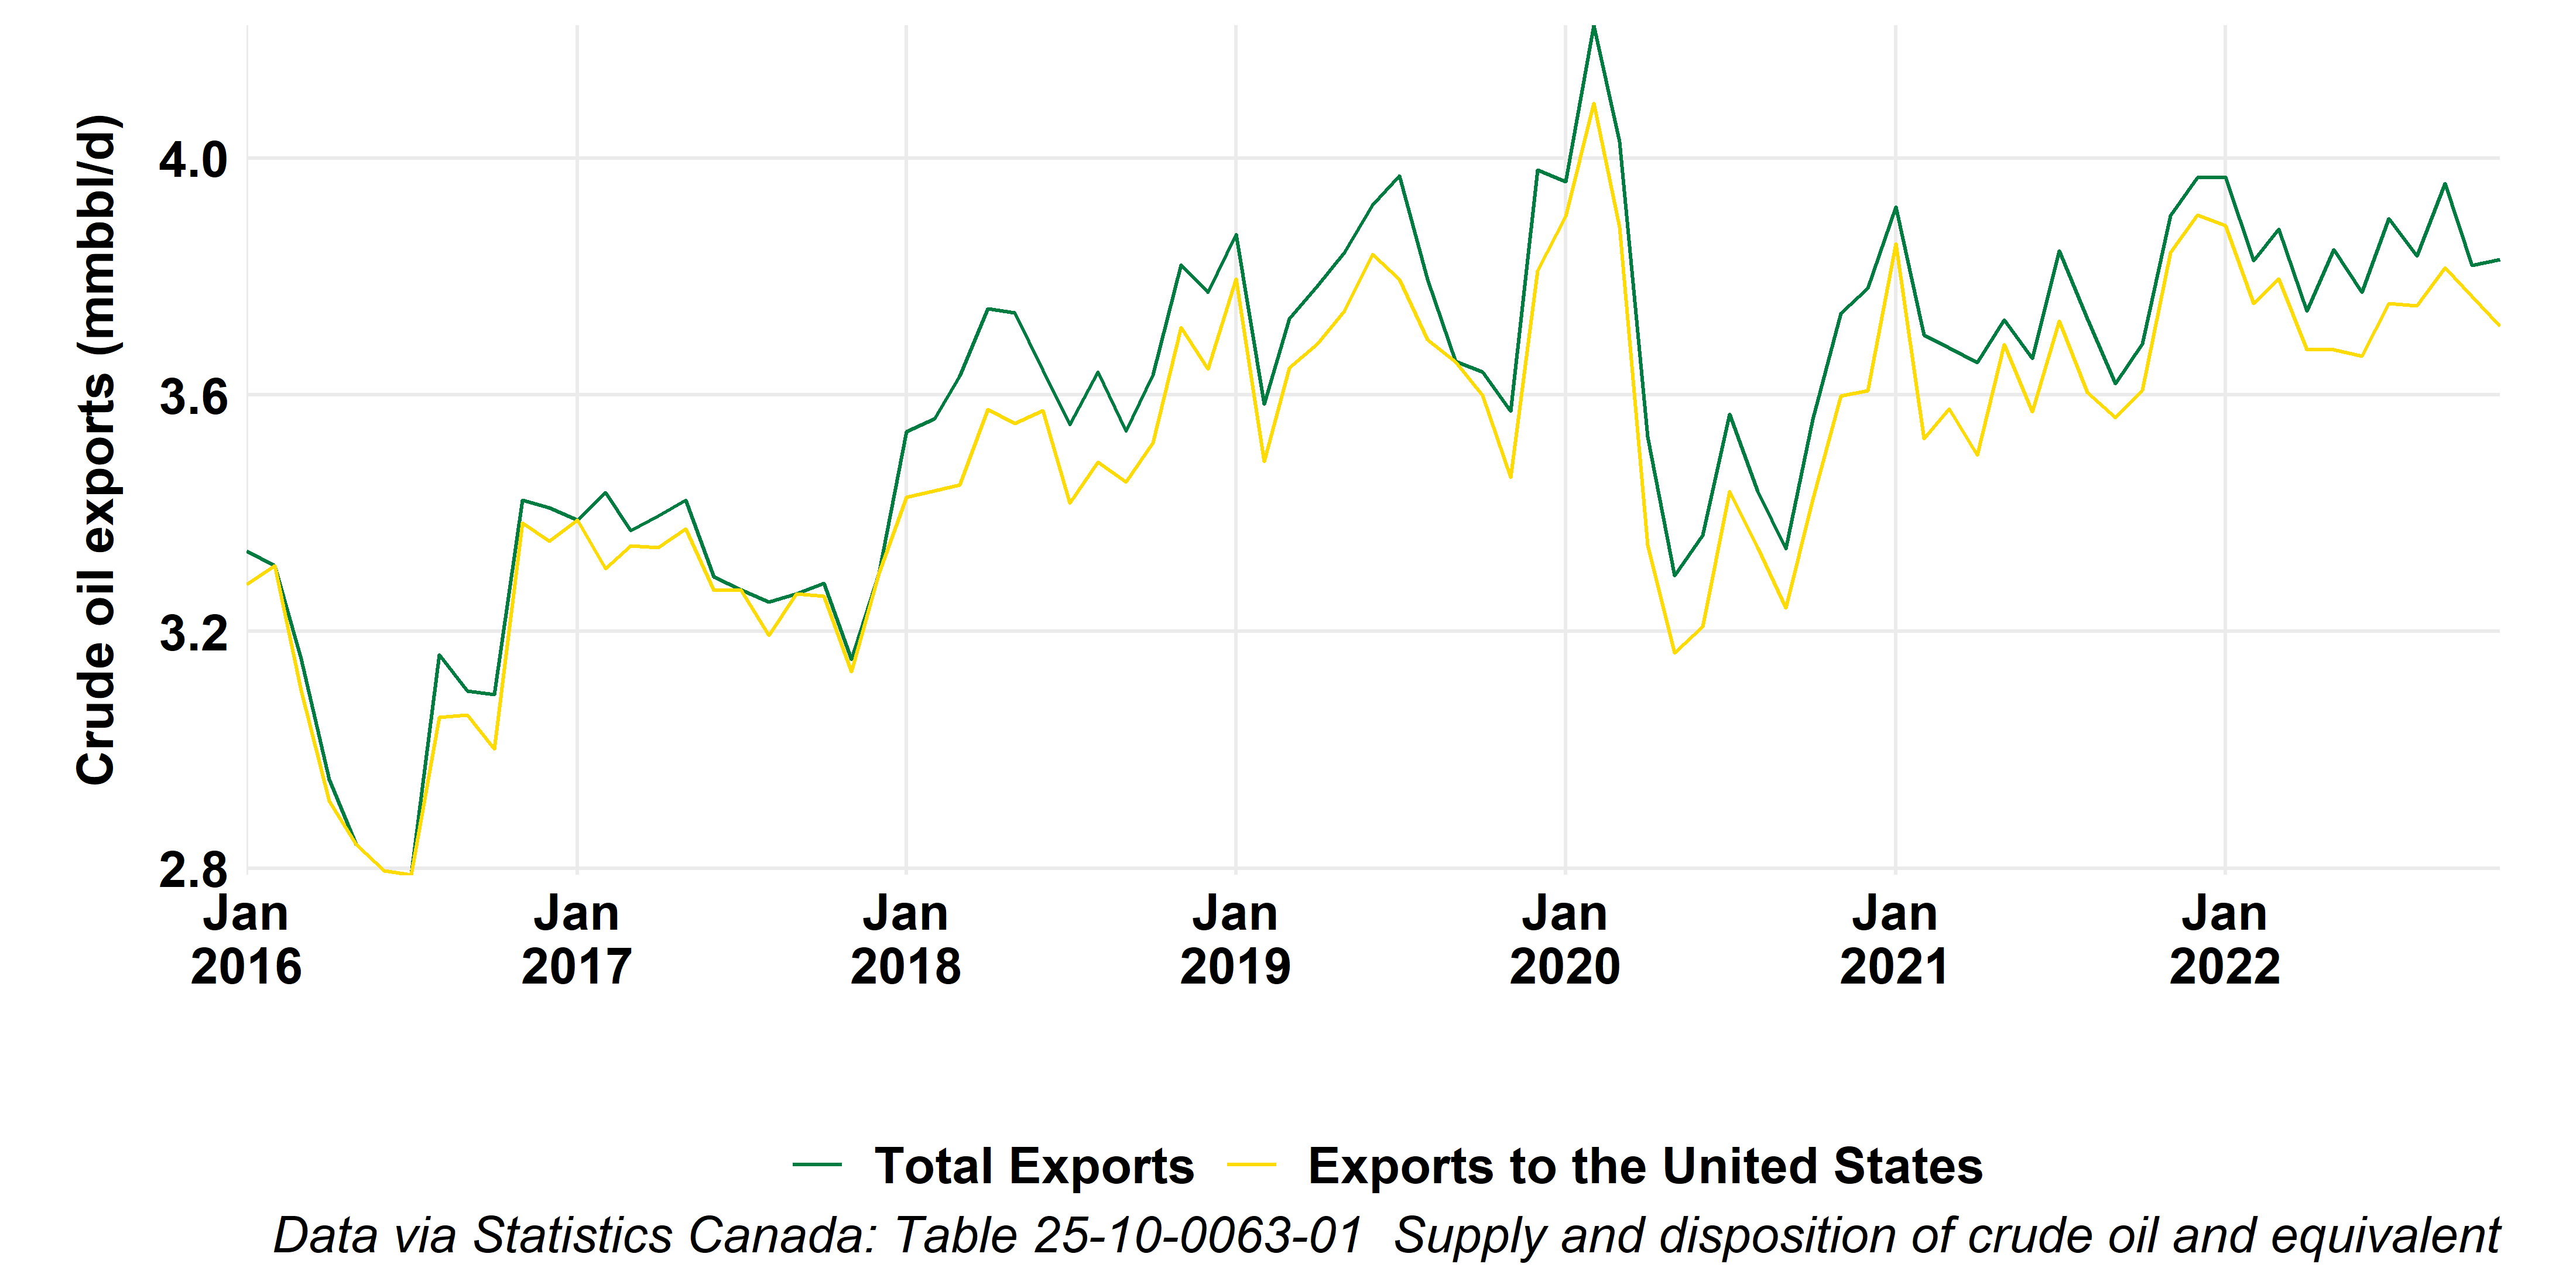 Crude oil exports (mmbbl/d)
4.0
3.6
3.2
2.8
Jan Jan Jan Jan Jan Jan Jan
2016 2017 2018 2019 2020 2021 2022
Total Exports Exports to the United States
Data via Statistics Canada: Table 25-10-0063-01 Supply and disposition of crude oil and equivalent